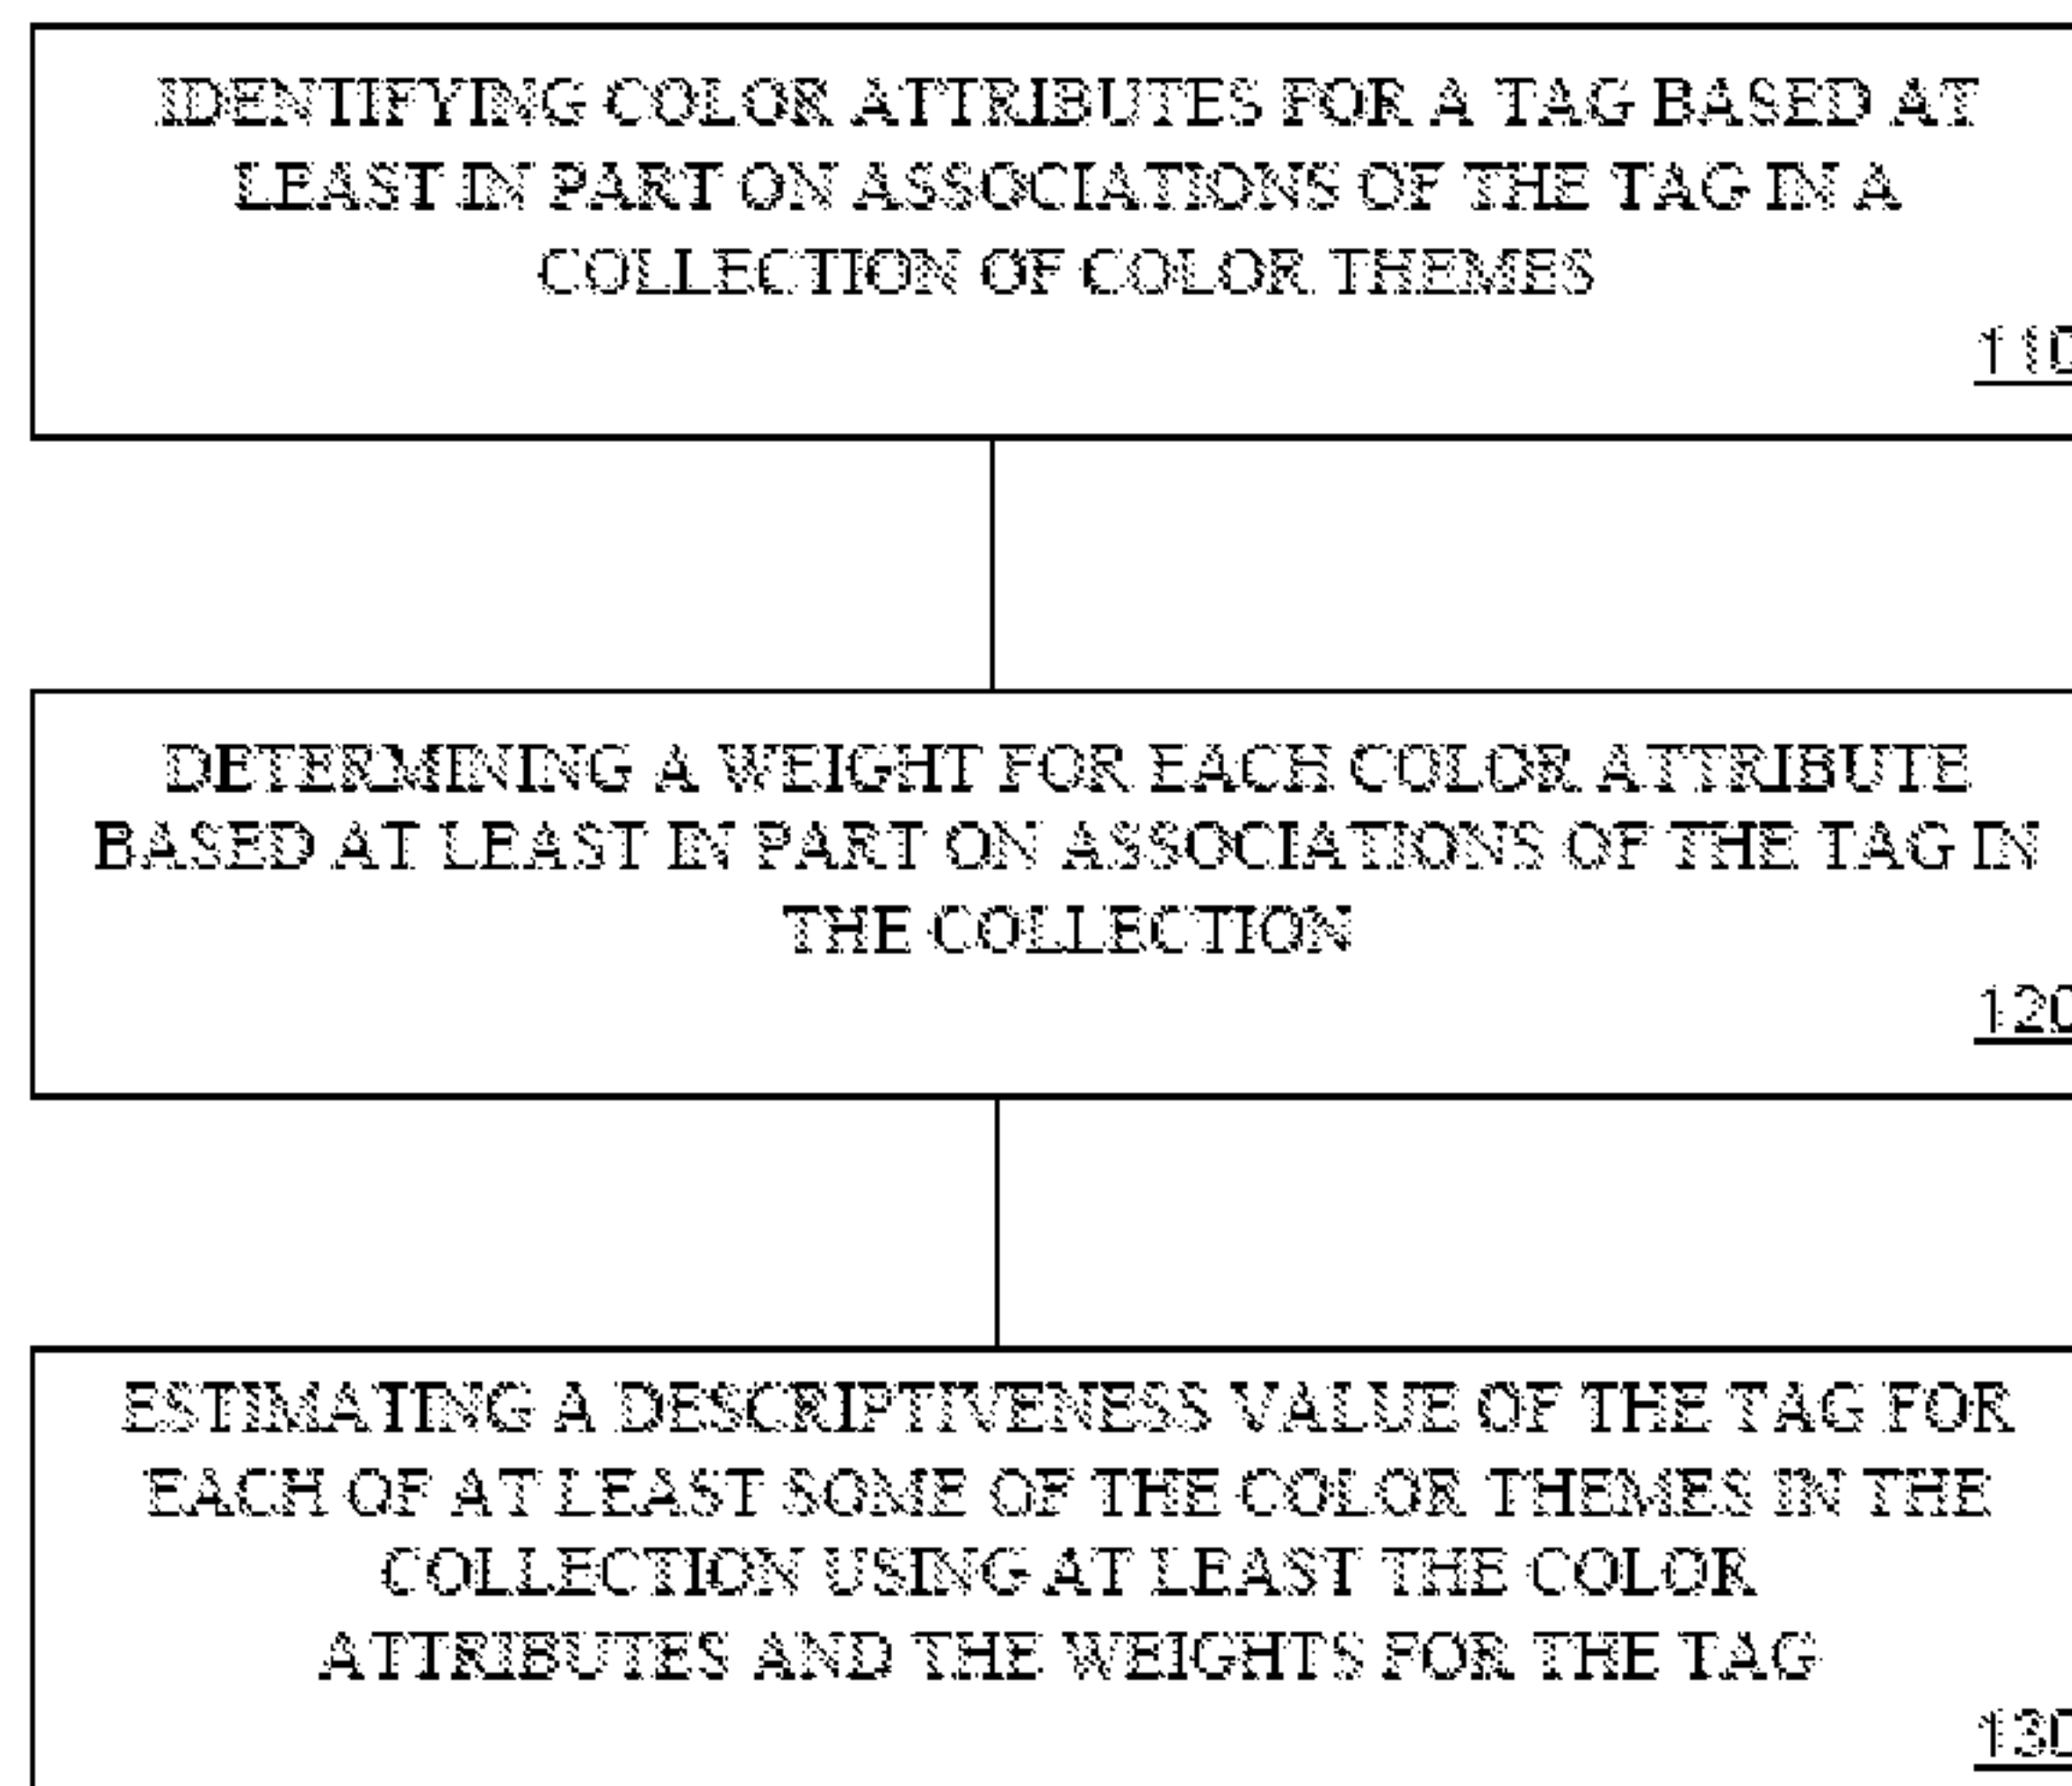 IDENTIFYING COLOR ATTRIBUTES FOR A TAG BASED AT
LEAST IN PART ON ASSOCIATIONS OF THE TAG IN A
COLLECTION OF COLOR THEMES
110
DETERMINING A WEIGHT FOR EACH COLOR ATTRIBUTE
BASED AT LEAST IN PART ON ASSOCIATIONS OF THE TAG IN
THE COLLECTION
120
ESTIMATING A DESCRIPTIVENESS VALUE OF THE TAG FOR
EACH OF AT LEAST SOME OF THE COLOR THEMES IN THE
COLLECTION USING AT LEAST THE COLOR
ATTRIBUTES AND THE WEIGHTS FOR THE TAG
130